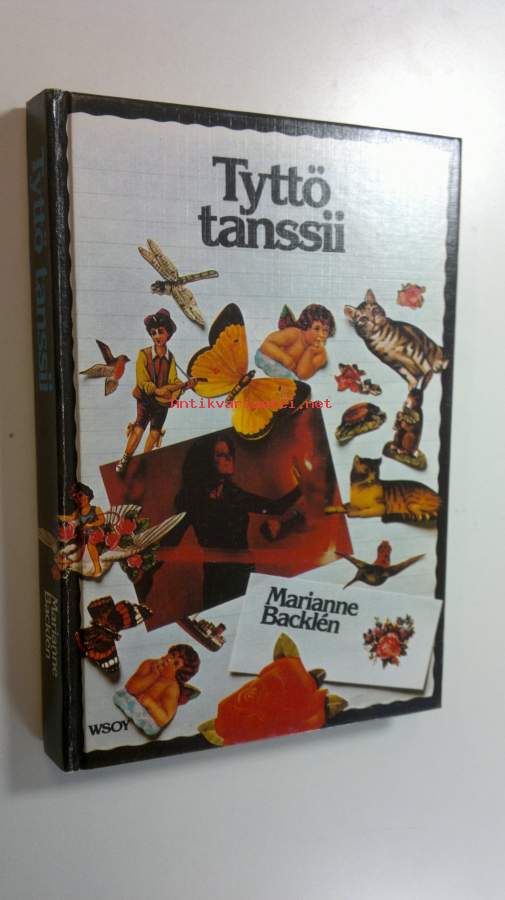 Tyttö
tanssii
Tyttö tanssii
Antikvariaatti.net
Marianne
Backlén
Marianne
Backlén
WSOY